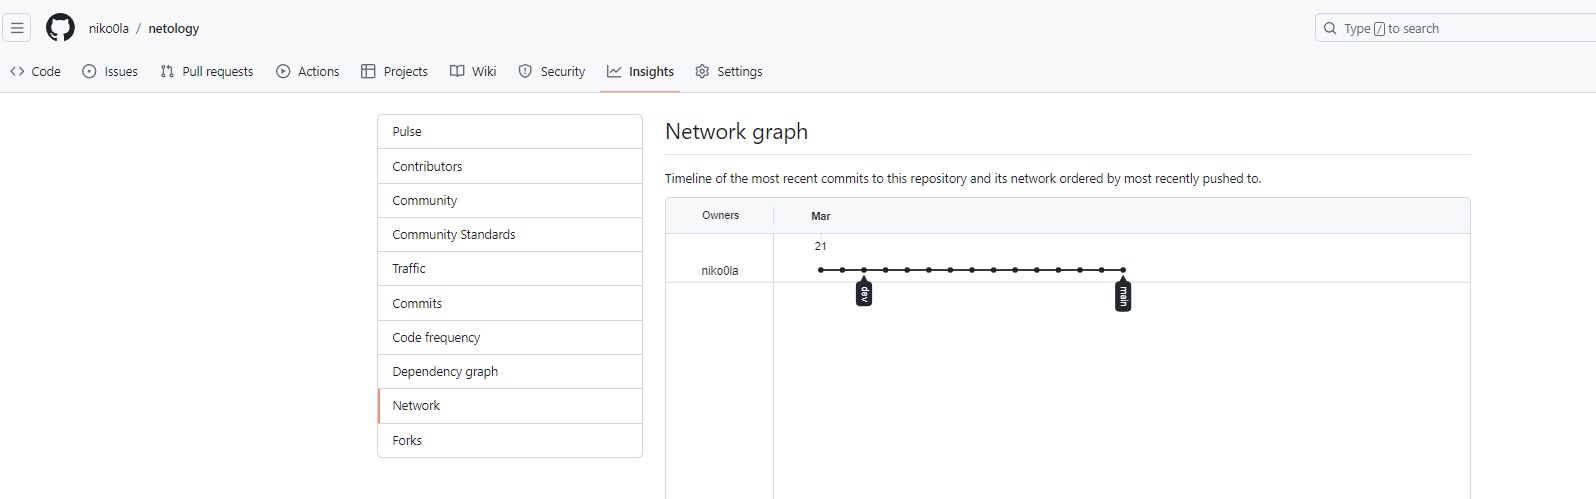 niko0la / netology
Type / to search
Code Issues Pull requests Actions Projects Wiki Security Insights Settings
Pulse
Contributors
Community
Community Standards
Traffic
Commits
Code frequency
Dependency graph
Network
Forks
Network graph
Timeline of the most recent commits to this repository and its network ordered by most recently pushed to.
Owners Mar
21
niko0la
dev main